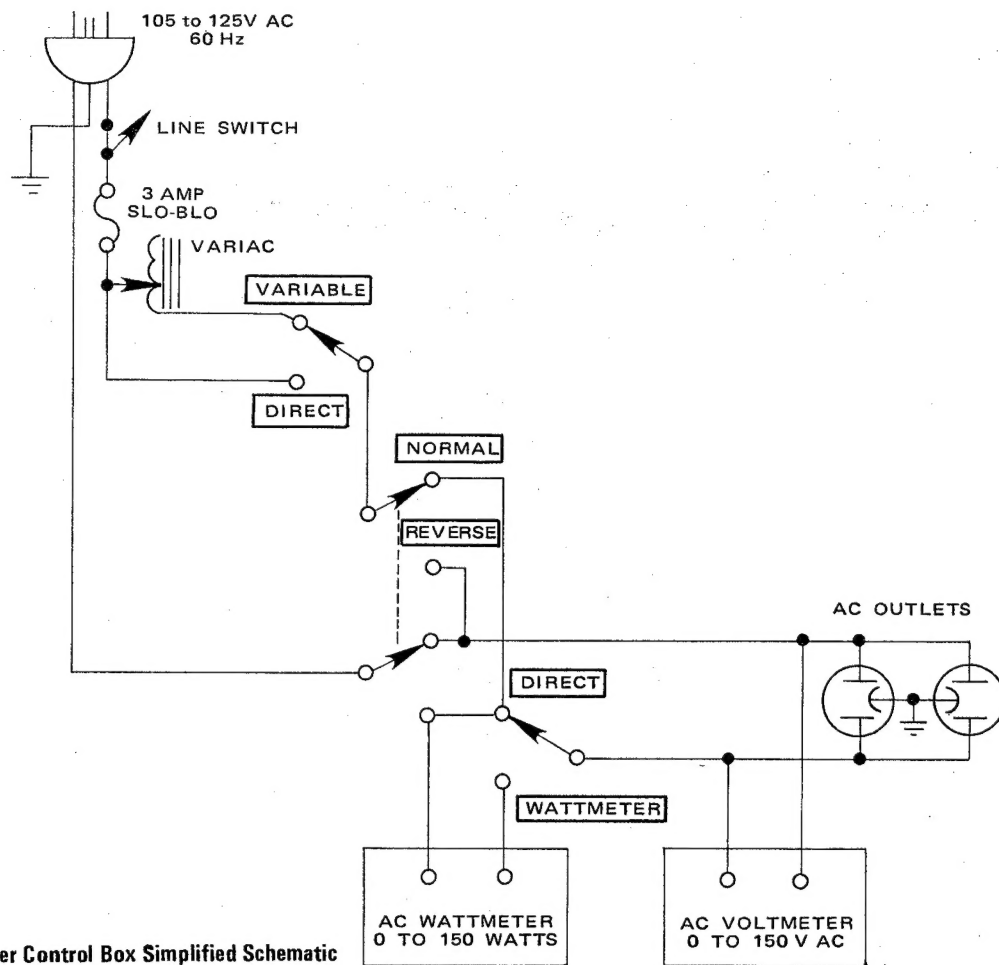 105 to 125V AC
60 Hz
LINE SWITCH
3 AMP
SLO-BLO
VARIAC
VARIABLE
DIRECT
NORMAL
REVERSE
AC OUTLETS
DIRECT
WATTMETER
AC WATTMETER
0 TO 150 WATTS
AC VOLTMETER
0 TO 150 V AC
er Control Box Simplified Schematic